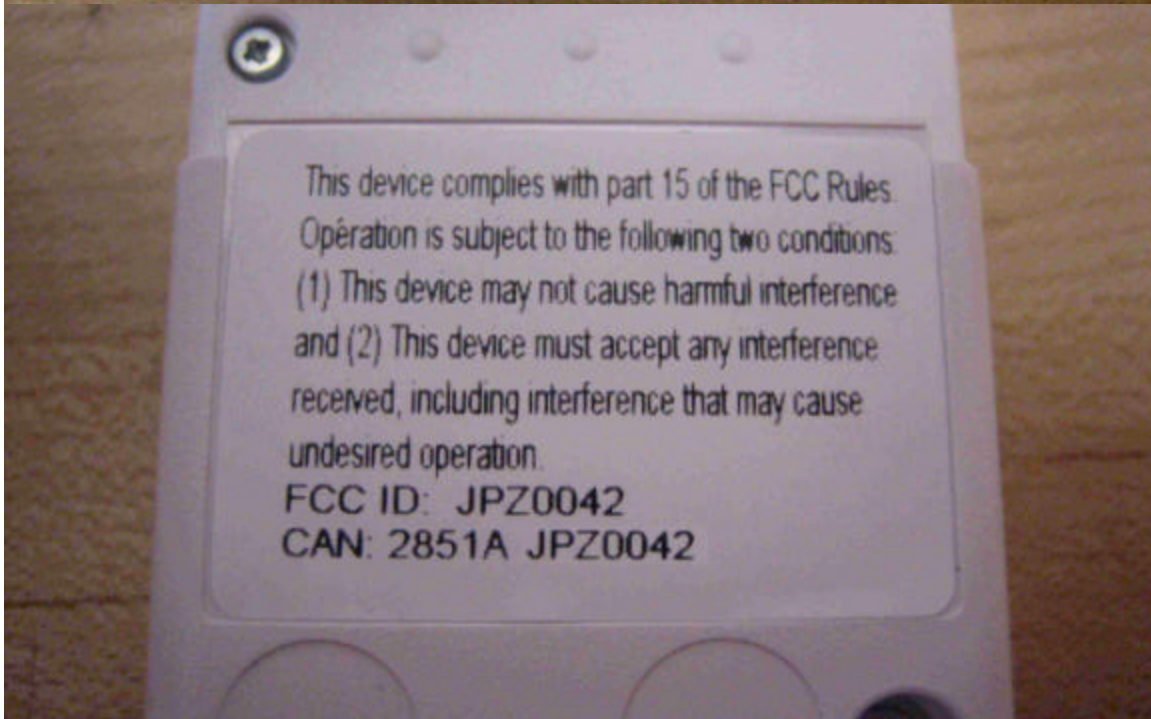 This device complies with part 15 of the FCC Rules.
Operation is subject to the following two conditions:
(1) This device may not cause harmful interference
and (2) This device must accept any interference
received, including interference that may cause
undesired operation.
FCC ID: JPZ0042
CAN: 2851A JPZ0042